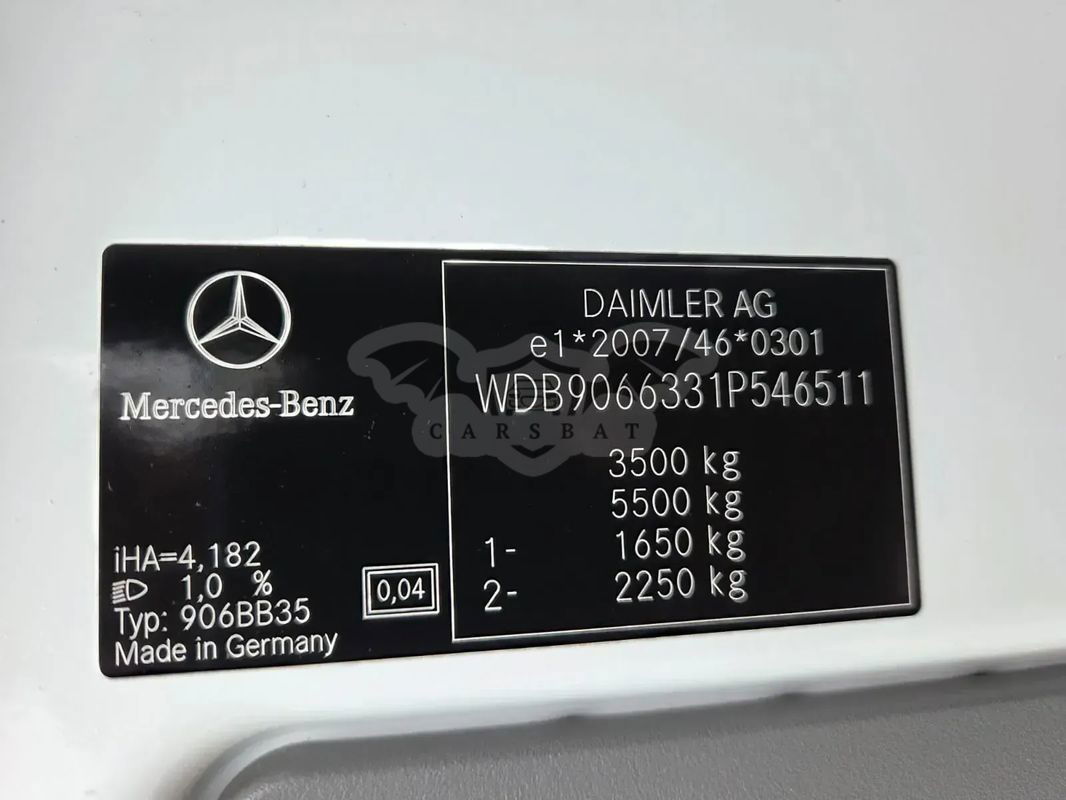 Mercedes-Benz
iHA=4,182
1,0 %
Typ: 906BB35
Made in Germany
0,04
DAIMLER AG
e1*2007/46*0301
WDB9066331P546511
CARSBAT
3500 kg
5500 kg
1- 1650 kg
2- 2250 kg